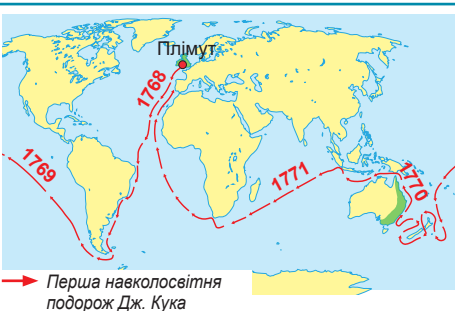 Плімут
1768
1769
1771
1770
Перша навколосвітня
подорож Дж. Кука